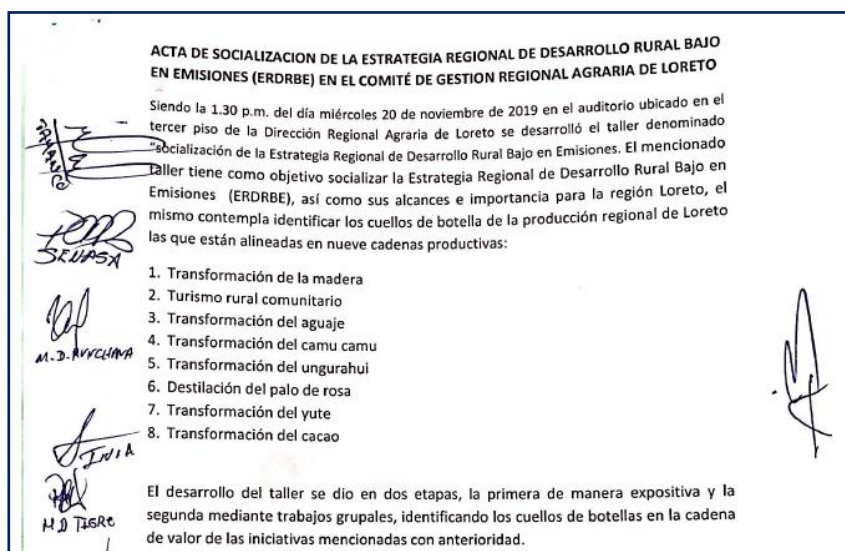 ACTA DE SOCIALIZACION DE LA ESTRATEGIA REGIONAL DE DESARROLLO RURAL BAJO
EN EMISIONES (ERDRBE) EN EL COMITÉ DE GESTION REGIONAL AGRARIA DE LORETO
Siendo la 1.30 p.m. del día miércoles 20 de noviembre de 2019 en el auditorio ubicado en el
tercer piso de la Dirección Regional Agraria de Loreto se desarrolló el taller denominado
"socialización de la Estrategia Regional de Desarrollo Rural Bajo en Emisiones. El mencionado
taller tiene como objetivo socializar la Estrategia Regional de Desarrollo Rural Bajo en
Emisiones (ERDRBE), así como sus alcances e importancia para la región Loreto, el
mismo contempla identificar los cuellos de botella de la producción regional de Loreto
las que están alineadas en nueve cadenas productivas:
SENASA
1. Transformación de la madera
2. Turismo rural comunitario
3. Transformación del aguaje
4. Transformación del camu camu
M.D.
5. Transformación del ungurahui
6. Destilación del palo de rosa
7. Transformación del yute
8. Transformación del cacao
INIA
El desarrollo del taller se dio en dos etapas, la primera de manera expositiva y la
segunda mediante trabajos grupales, identificando los cuellos de botellas en la cadena
M D TIGRE
de valor de las iniciativas mencionadas con anterioridad.